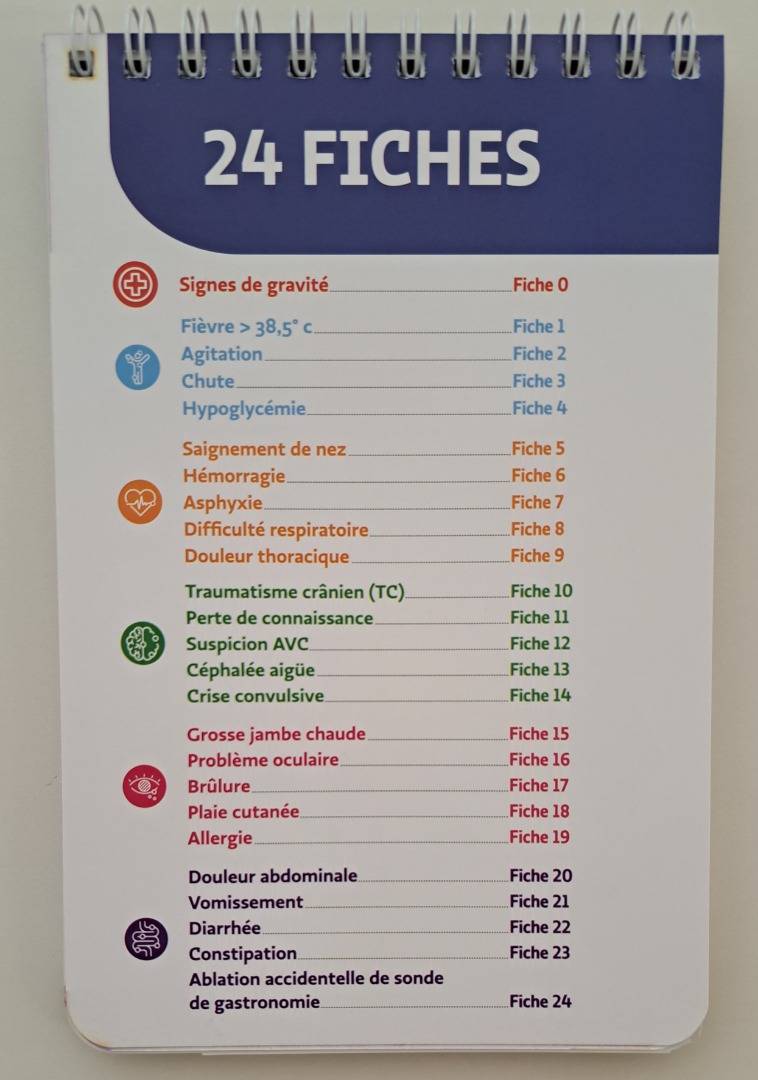 24 FICHES
Signes de gravité Fiche 0
Fièvre > 38,5° c Fiche 1
Agitation Fiche 2
Chute Fiche 3
Hypoglycémie Fiche 4
Saignement de nez Fiche 5
Hémorragie Fiche 6
Asphyxie Fiche 7
Difficulté respiratoire Fiche 8
Douleur thoracique Fiche 9
Traumatisme crânien (TC) Fiche 10
Perte de connaissance Fiche 11
Suspicion AVC Fiche 12
Céphalée aigüe Fiche 13
Crise convulsive Fiche 14
Grosse jambe chaude Fiche 15
Problème oculaire Fiche 16
Brûlure Fiche 17
Plaie cutanée Fiche 18
Allergie Fiche 19
Douleur abdominale Fiche 20
Vomissement Fiche 21
Diarrhée Fiche 22
Constipation Fiche 23
Ablation accidentelle de sonde
de gastronomie Fiche 24